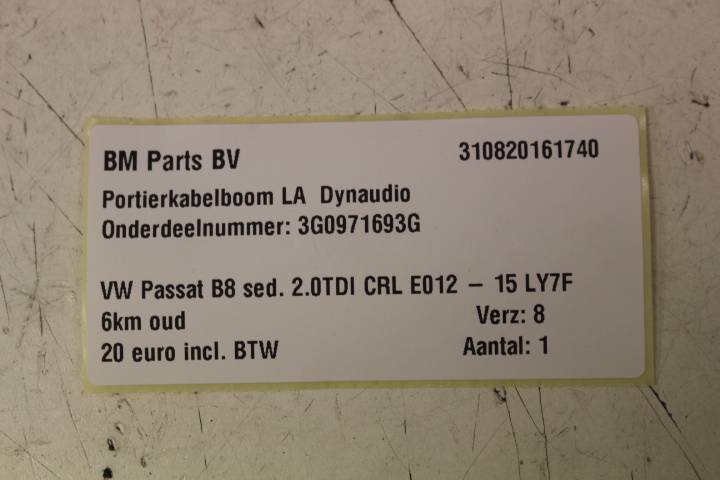 BM Parts BV 310820161740
Portierkabelboom LA Dynaudio
Onderdeelnummer: 3G0971693G
VW Passat B8 sed. 2.0TDI CRL E012 – 15 LY7F
6km oud Verz: 8
20 euro incl. BTW Aantal: 1